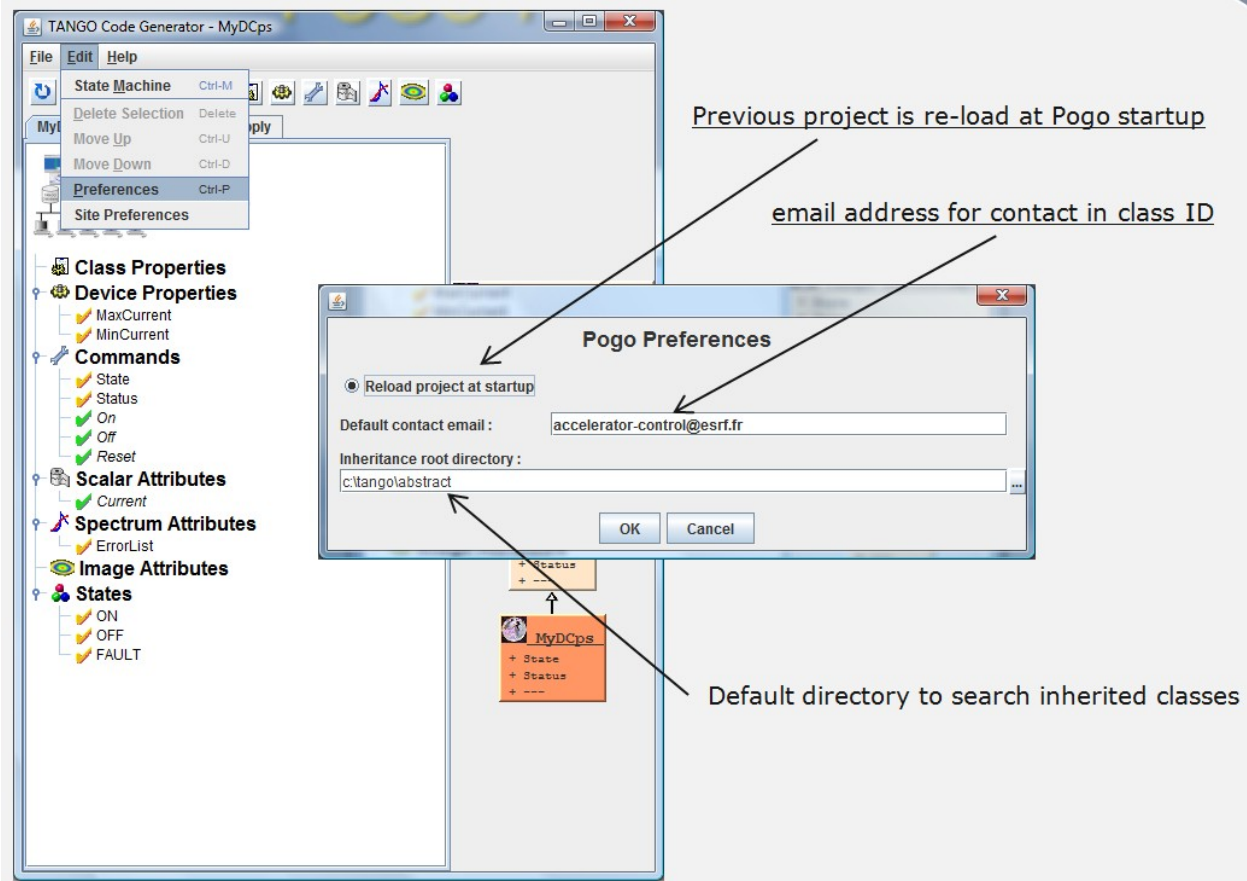 TANGO Code Generator - MyDCps
File Edit Help
State Machine Ctrl-M
Delete Selection Delete
Move Up Ctrl-U
Move Down Ctrl-D
Preferences Ctrl-P
Site Preferences
Class Properties
Device Properties
MaxCurrent
MinCurrent
Commands
State
Status
On
Off
Reset
Scalar Attributes
Current
Spectrum Attributes
ErrorList
Image Attributes
States
ON
OFF
FAULT
Previous project is re-load at Pogo startup
email address for contact in class ID
Pogo Preferences
Reload project at startup
Default contact email : accelerator-control@esrf.fr
Inheritance root directory :
c:\tango\abstract
...
OK Cancel
+ Status
+ ---
MyDCps
+ State
+ Status
+ ---
Default directory to search inherited classes